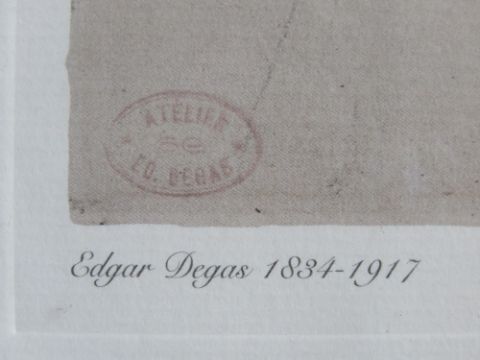 ATELIER
ED. DEGAS
Edgar Degas 1834-1917